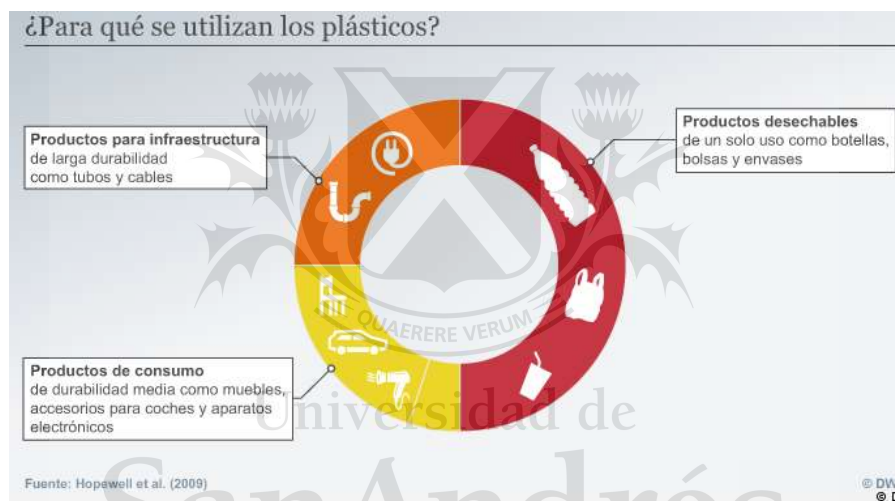 ¿Para qué se utilizan los plásticos?
Productos para infraestructura
de larga durabilidad
como tubos y cables
Productos desechables
de un solo uso como botellas,
bolsas y envases
QUAERERE VERUM
Productos de consumo
de durabilidad media como muebles,
accesorios para coches y aparatos
electrónicos
Universidad de
SanAndrés
Fuente: Hopewell et al. (2009)